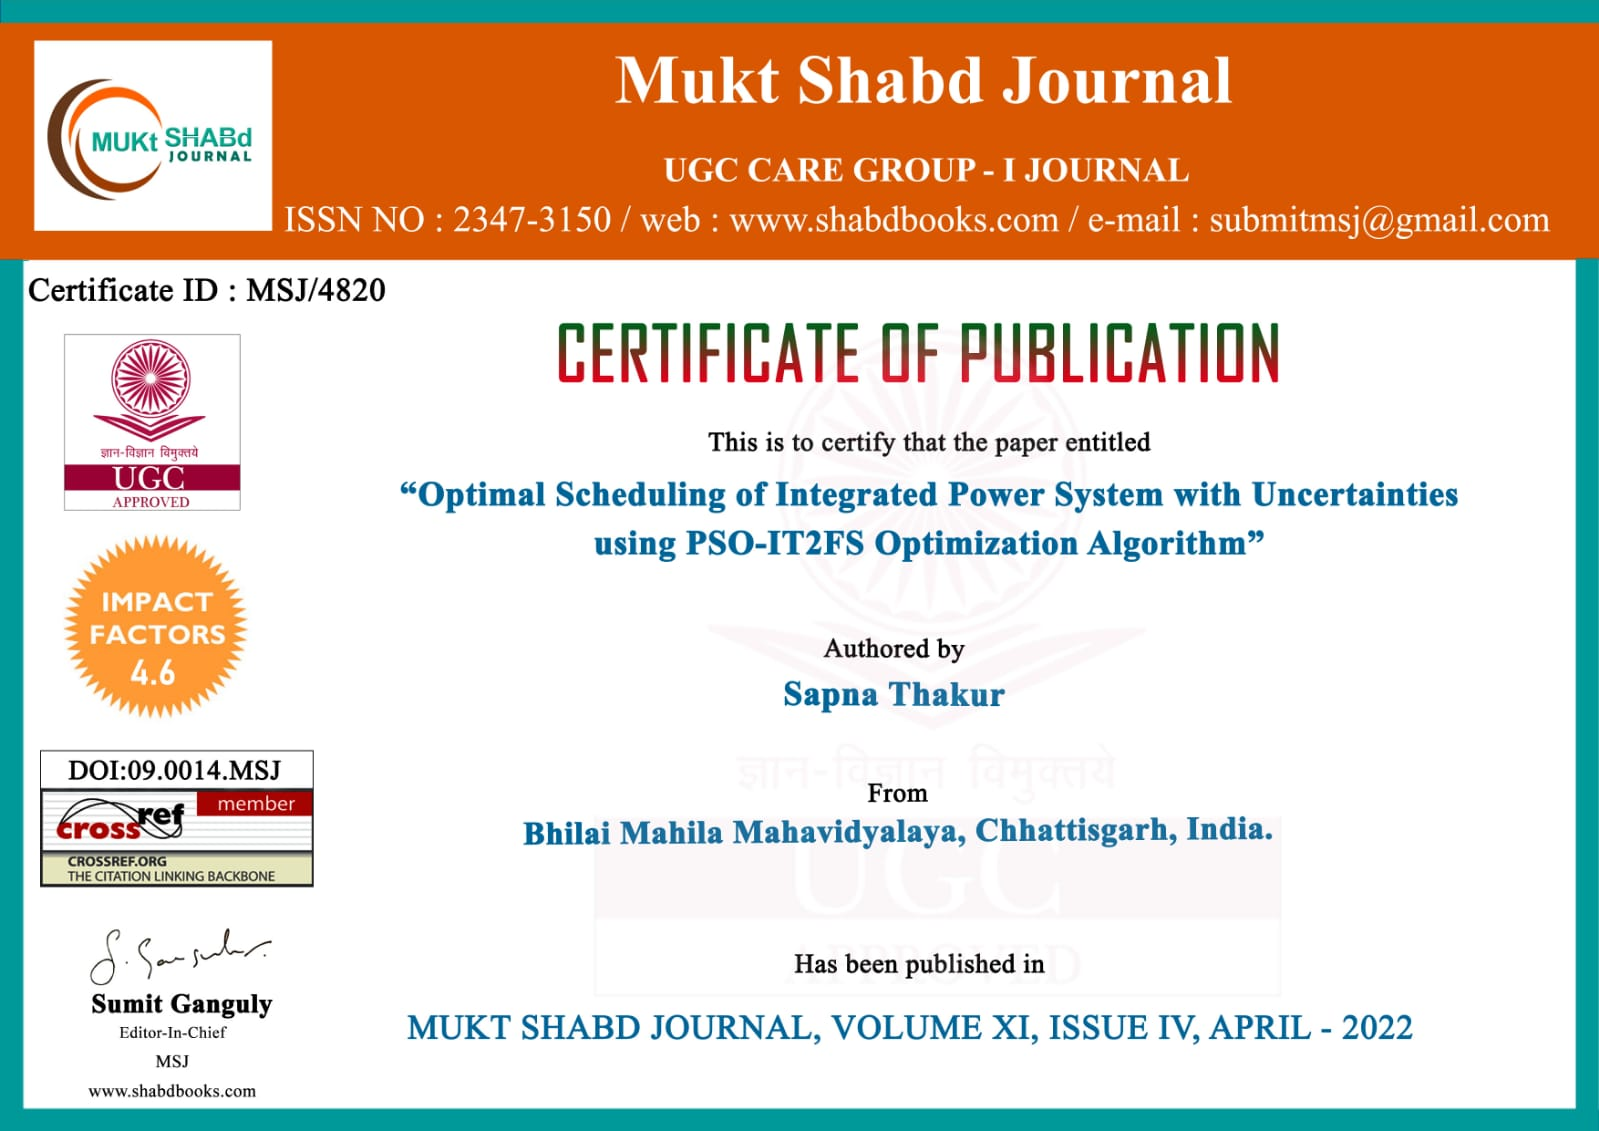 MUKt SHABd
JOURNAL
Mukt Shabd Journal
UGC CARE GROUP - I JOURNAL
ISSN NO : 2347-3150 / web : www.shabdbooks.com / e-mail : submitmsj@gmail.com
Certificate ID : MSJ/4820
ज्ञान-विज्ञान विमुक्तये
UGC
APPROVED
IMPACT
FACTORS
4.6
DOI:09.0014.MSJ
member
crossref
CROSSREF.ORG
THE CITATION LINKING BACKBONE
S. Ganguly
Sumit Ganguly
Editor-In-Chief
MSJ
www.shabdbooks.com
CERTIFICATE OF PUBLICATION
This is to certify that the paper entitled
“Optimal Scheduling of Integrated Power System with Uncertainties
using PSO-IT2FS Optimization Algorithm”
Authored by
Sapna Thakur
ज्ञान-विज्ञान विमुक्तये
From
Bhilai Mahila Mahavidyalaya, Chhattisgarh, India.
UGC
APPROVED
Has been published in
MUKT SHABD JOURNAL, VOLUME XI, ISSUE IV, APRIL - 2022